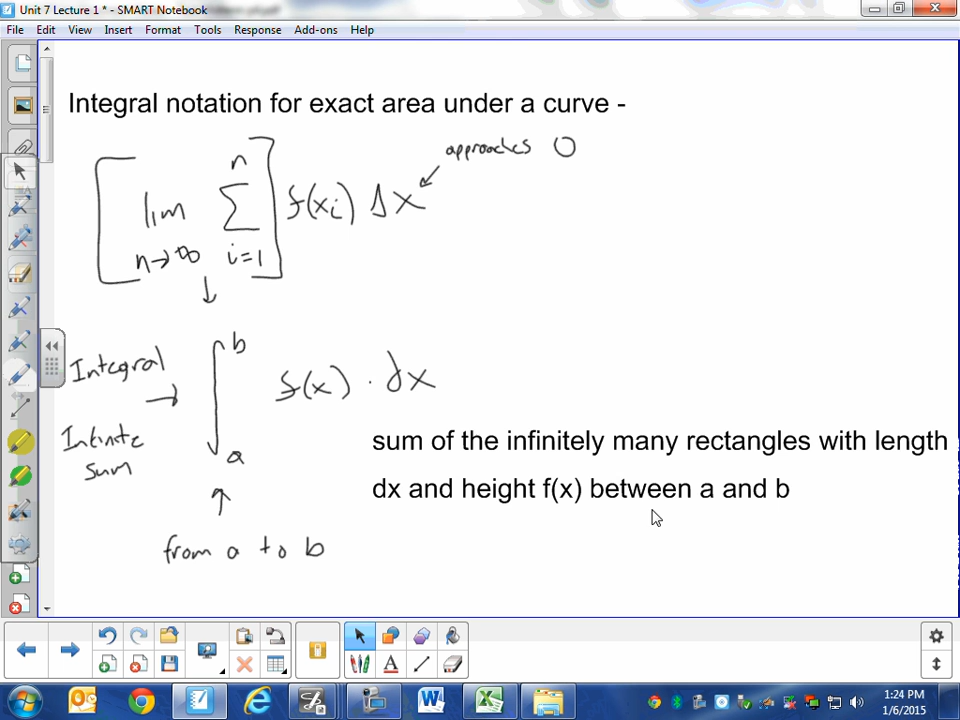 Unit 7 Lecture 1 * - SMART Notebook
File Edit View Insert Format Tools Response Add-ons Help
Integral notation for exact area under a curve -
approaches 0
[lim n→∞ n Σ i=1] f(xi) Δx
↓
Integral → ∫ b a f(x) · dx
Infinite
sum
sum of the infinitely many rectangles with length
dx and height f(x) between a and b
↑
from a to b
1:24 PM
1/6/2015